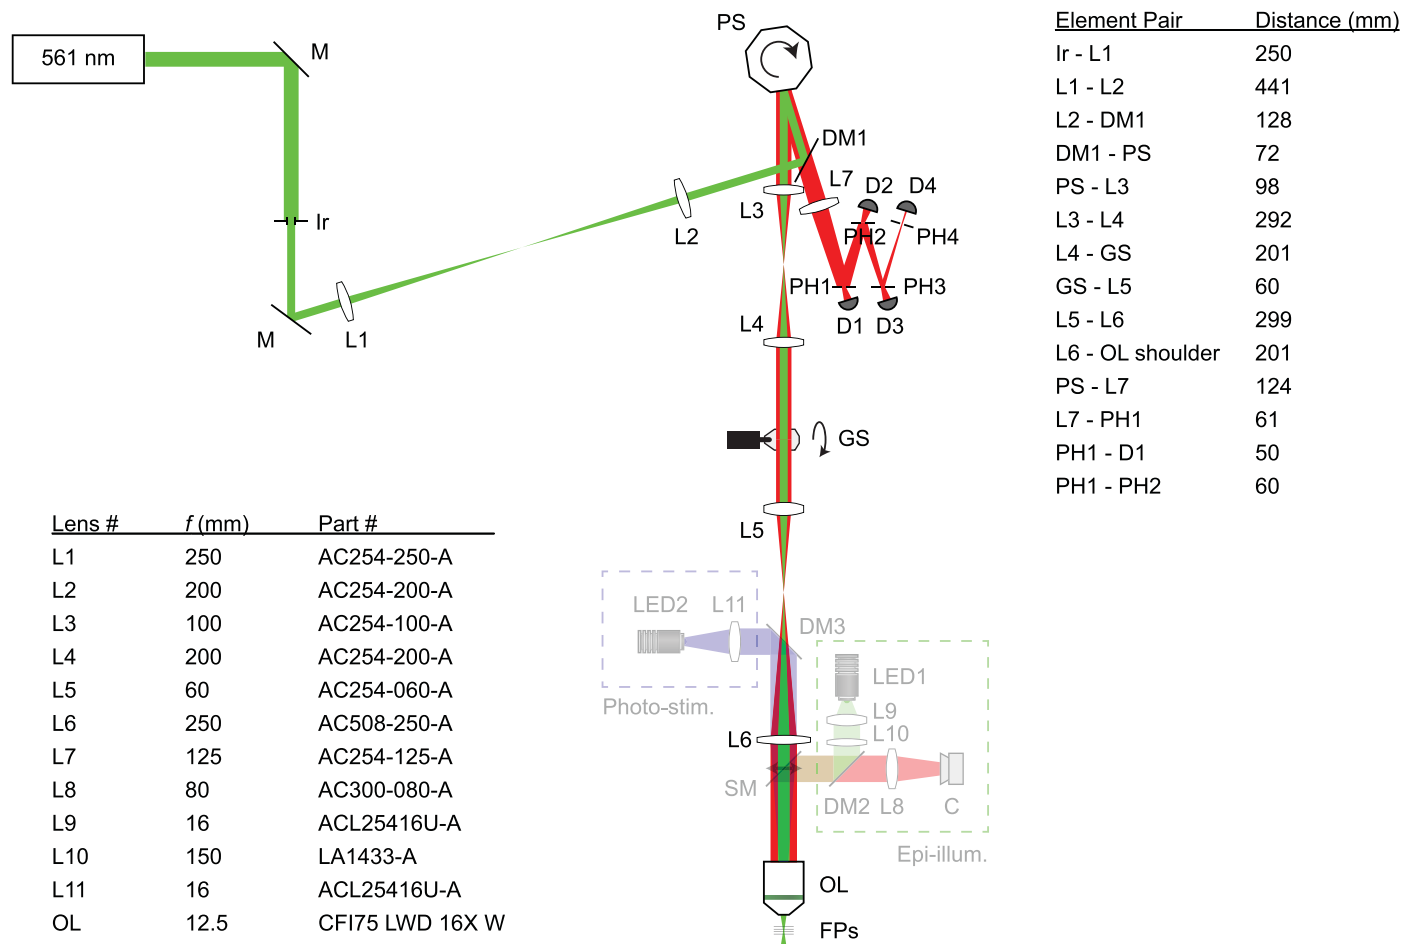 PS
561 nm
M
DM1
L7
D2
D4
L3
Ir
L2
PH2
PH4
PH1
PH3
M
L1
L4
D1
D3
GS
L5
LED2
L11
DM3
Photo-stim.
LED1
L9
L10
L6
SM
DM2
L8
C
Epi-illum.
OL
FPs
Element Pair Distance (mm)
Ir - L1 250
L1 - L2 441
L2 - DM1 128
DM1 - PS 72
PS - L3 98
L3 - L4 292
L4 - GS 201
GS - L5 60
L5 - L6 299
L6 - OL shoulder 201
PS - L7 124
L7 - PH1 61
PH1 - D1 50
PH1 - PH2 60
Lens # f (mm) Part #
L1 250 AC254-250-A
L2 200 AC254-200-A
L3 100 AC254-100-A
L4 200 AC254-200-A
L5 60 AC254-060-A
L6 250 AC508-250-A
L7 125 AC254-125-A
L8 80 AC300-080-A
L9 16 ACL25416U-A
L10 150 LA1433-A
L11 16 ACL25416U-A
OL 12.5 CFI75 LWD 16X W